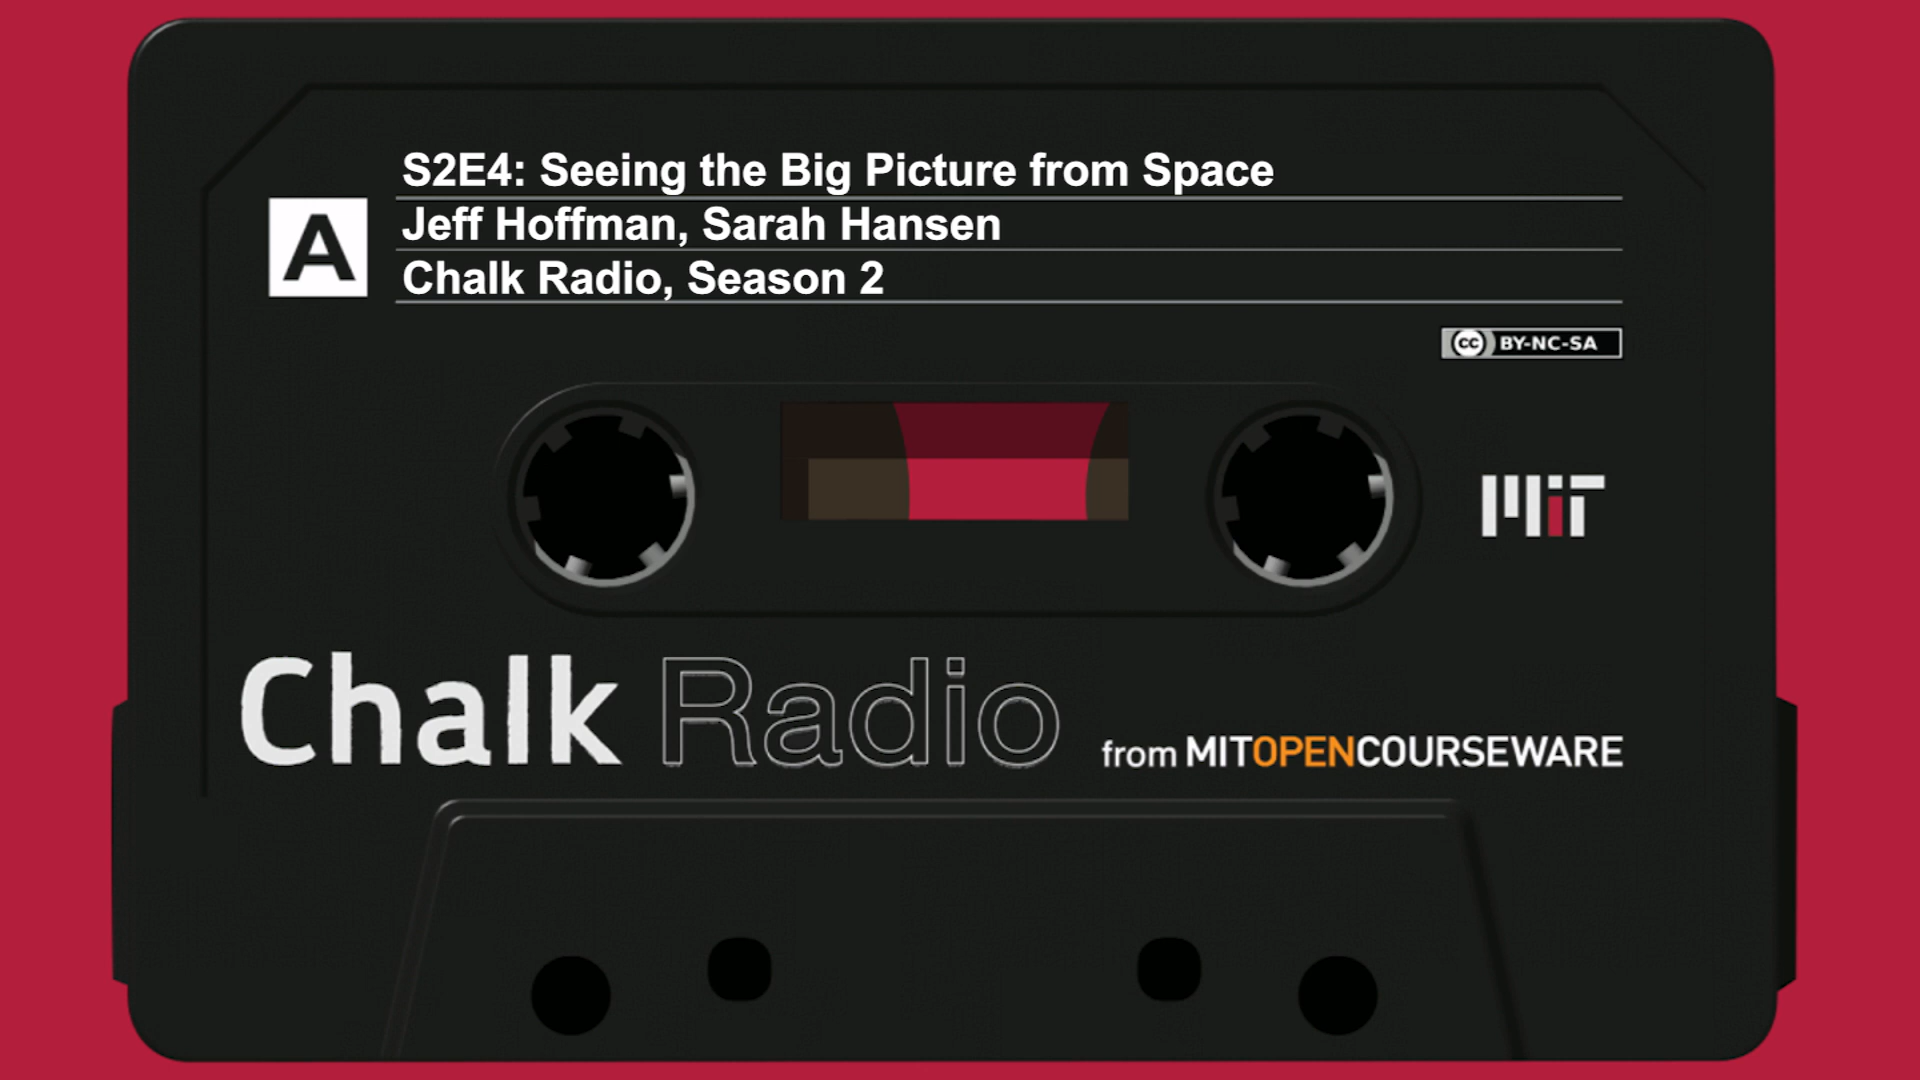 S2E4: Seeing the Big Picture from Space
A
Jeff Hoffman, Sarah Hansen
Chalk Radio, Season 2
cc BY-NC-SA
MIT
Chalk Radio from MITOPENCOURSEWARE